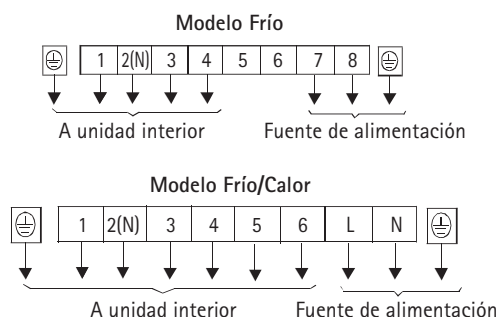 Modelo Frío
1 2(N) 3 4 5 6 7 8
A unidad interior Fuente de alimentación
Modelo Frío/Calor
1 2(N) 3 4 5 6 L N
A unidad interior Fuente de alimentación